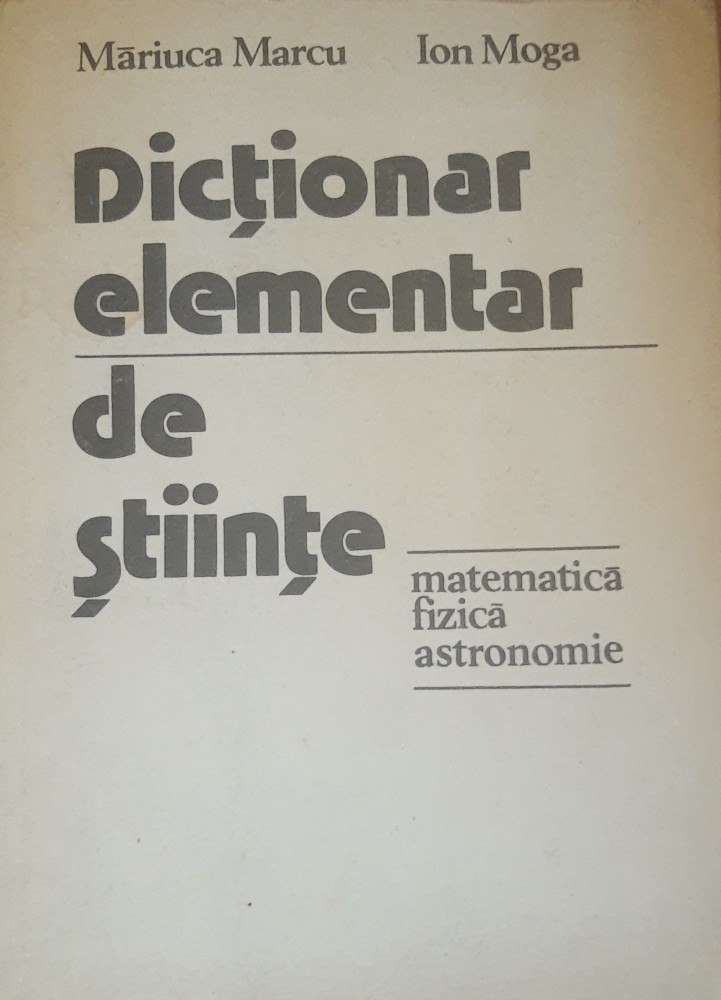 Măriuca Marcu Ion Moga
Dicționar
elementar
de
științe
matematică
fizică
astronomie